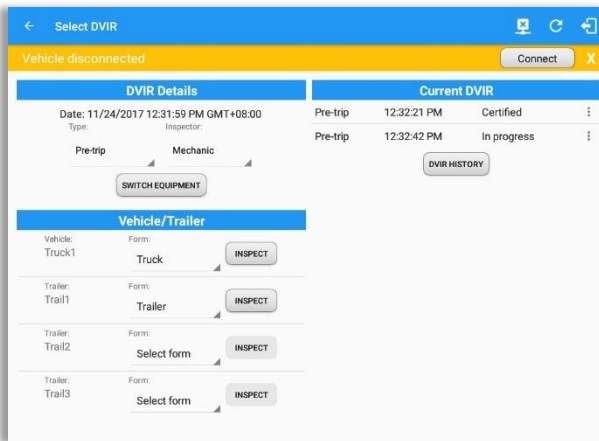 Select DVIR
Vehicle disconnected
Connect X
DVIR Details
Date: 11/24/2017 12:31:59 PM GMT+08:00
Type: Inspector:
Pre-trip Mechanic
SWITCH EQUIPMENT
Vehicle/Trailer
Vehicle: Form:
Truck1 Truck INSPECT
Trailer: Form:
Trail1 Trailer INSPECT
Trailer: Form:
Trail2 Select form INSPECT
Trailer: Form:
Trail3 Select form INSPECT
Current DVIR
Pre-trip 12:32:21 PM Certified
Pre-trip 12:32:42 PM In progress
DVIR HISTORY